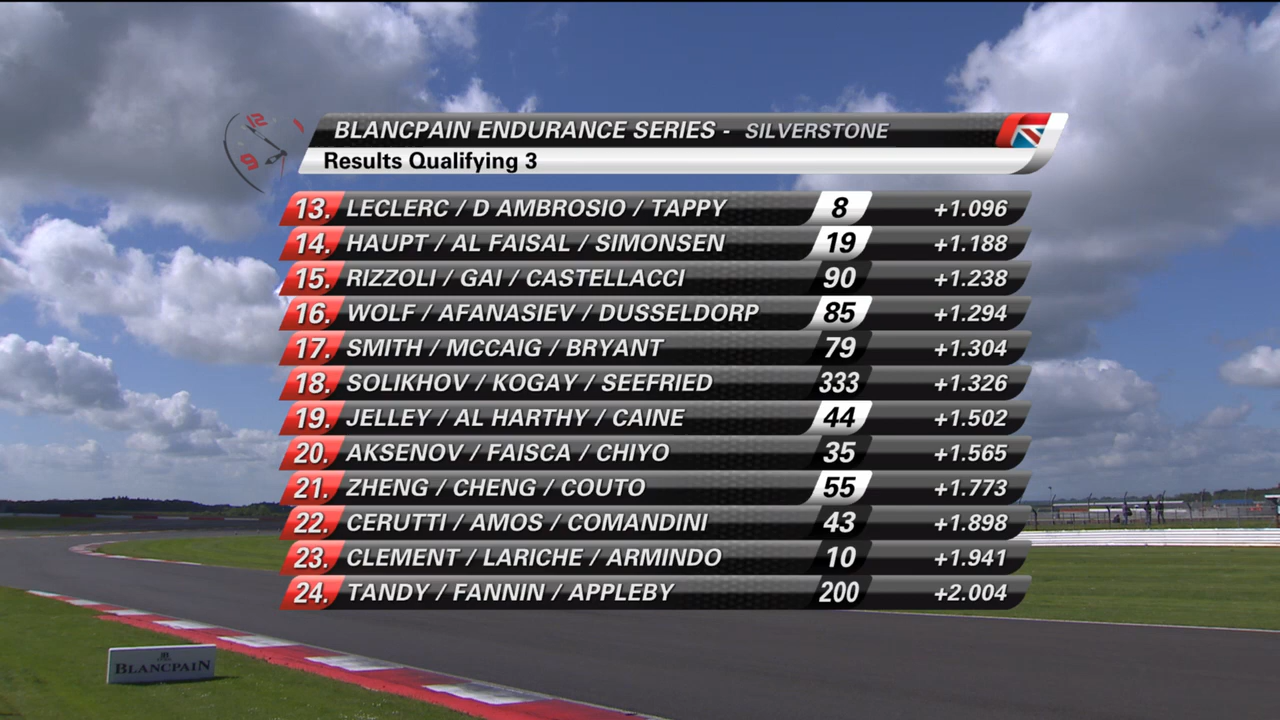 BLANCPAIN ENDURANCE SERIES - SILVERSTONE
Results Qualifying 3
13. LECLERC / D AMBROSIO / TAPPY 8 +1.096
14. HAUPT / AL FAISAL / SIMONSEN 19 +1.188
15. RIZZOLI / GAI / CASTELLACCI 90 +1.238
16. WOLF / AFANASIEV / DUSSELDORP 85 +1.294
17. SMITH / MCCAIG / BRYANT 79 +1.304
18. SOLIKHOV / KOGAY / SEEFRIED 333 +1.326
19. JELLEY / AL HARTHY / CAINE 44 +1.502
20. AKSENOV / FAISCA / CHIYO 35 +1.565
21. ZHENG / CHENG / COUTO 55 +1.773
22. CERUTTI / AMOS / COMANDINI 43 +1.898
23. CLEMENT / LARICHE / ARMINDO 10 +1.941
24. TANDY / FANNIN / APPLEBY 200 +2.004
BLANCPAIN